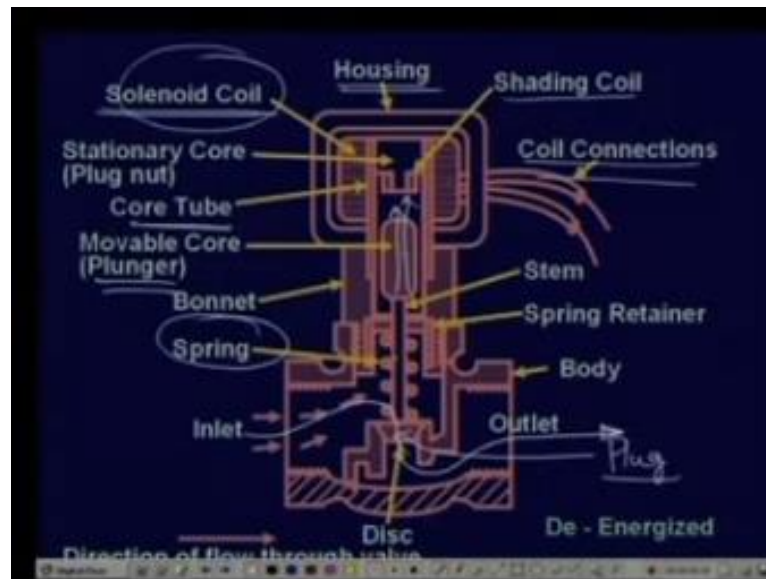 Housing
Solenoid Coil
Shading Coil
Stationary Core
(Plug nut)
Coil Connections
Core Tube
Movable Core
(Plunger)
Stem
Bonnet
Spring Retainer
Spring
Body
Inlet
Outlet
Plug
Disc
De - Energized
Direction of flow through valve